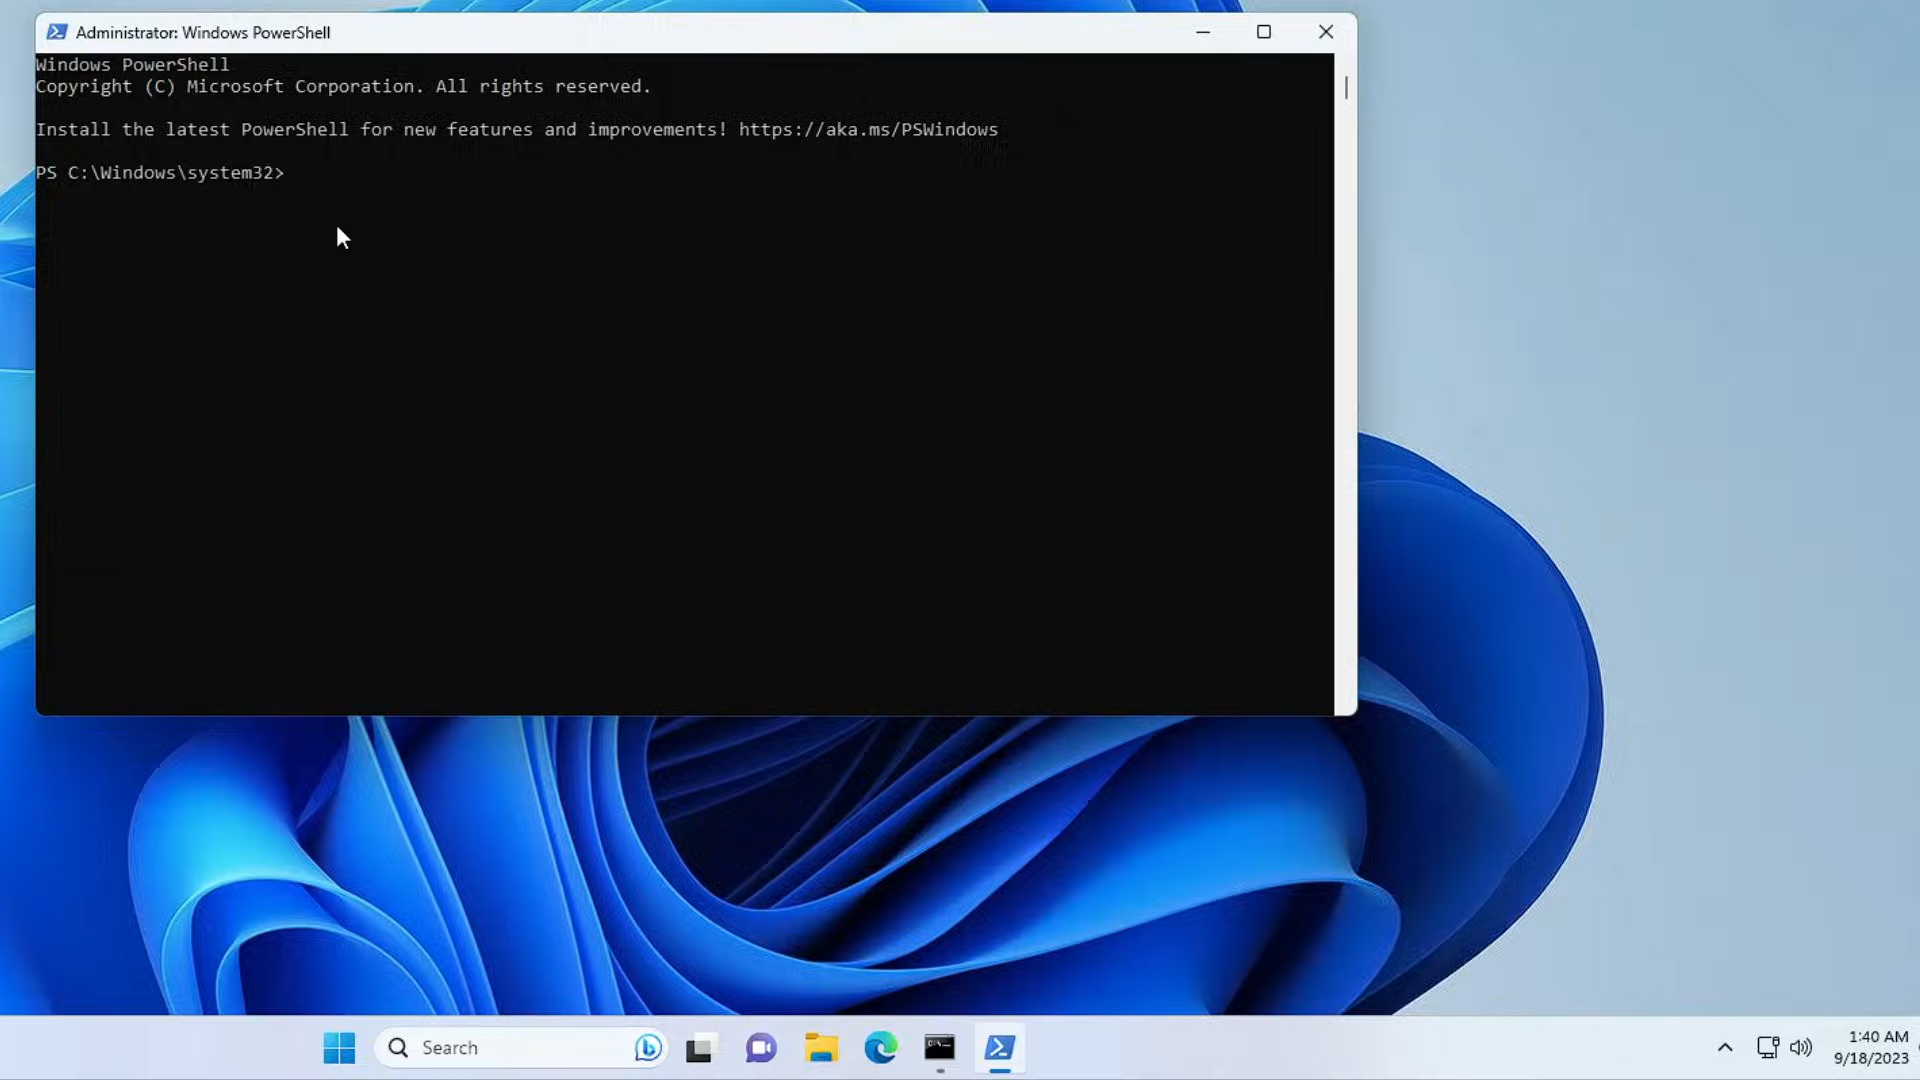 Administrator: Windows PowerShell
Windows PowerShell
Copyright (C) Microsoft Corporation. All rights reserved.
Install the latest PowerShell for new features and improvements! https://aka.ms/PSWindows
PS C:\Windows\system32>
Search
1:40 AM
9/18/2023